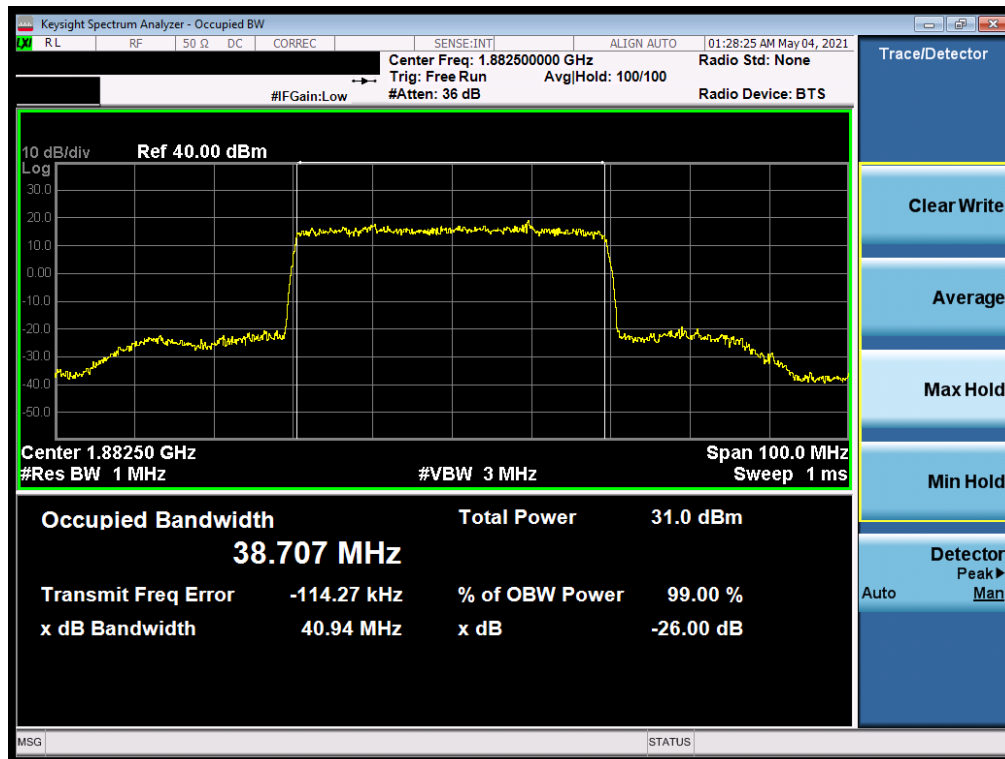 Keysight Spectrum Analyzer - Occupied BW
LXI RL RF 50 Ω DC CORREC SENSE:INT ALIGN AUTO 01:28:25 AM May 04, 2021
Center Freq: 1.882500000 GHz Radio Std: None
Trig: Free Run Avg|Hold: 100/100
#IFGain:Low #Atten: 36 dB Radio Device: BTS
10 dB/div Ref 40.00 dBm
Log
30.0
20.0
10.0
0.00
-10.0
-20.0
-30.0
-40.0
-50.0
Center 1.88250 GHz Span 100.0 MHz
#Res BW 1 MHz #VBW 3 MHz Sweep 1 ms
Occupied Bandwidth Total Power 31.0 dBm
38.707 MHz
Transmit Freq Error -114.27 kHz % of OBW Power 99.00 %
x dB Bandwidth 40.94 MHz x dB -26.00 dB
MSG STATUS
Trace/Detector
Clear Write
Average
Max Hold
Min Hold
Detector
Peak▶
Auto Man